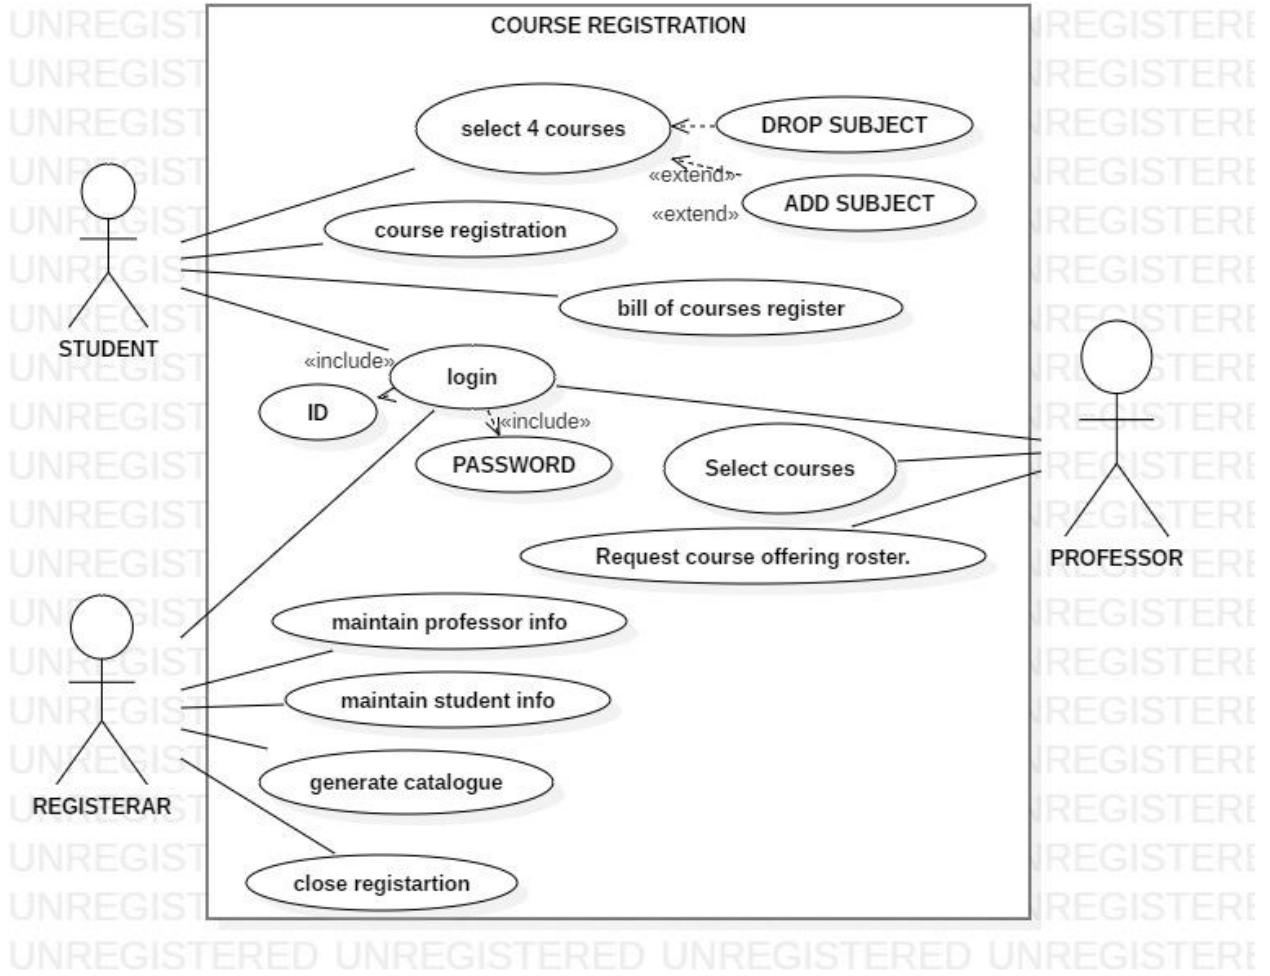 COURSE REGISTRATION
select 4 courses
DROP SUBJECT
«extend»
ADD SUBJECT
«extend»
course registration
bill of courses register
STUDENT
«include»
login
ID
«include»
PASSWORD
Select courses
Request course offering roster.
PROFESSOR
maintain professor info
maintain student info
generate catalogue
REGISTERAR
close registartion
UNREGISTERED UNREGISTERED UNREGISTERED UNREGISTERE